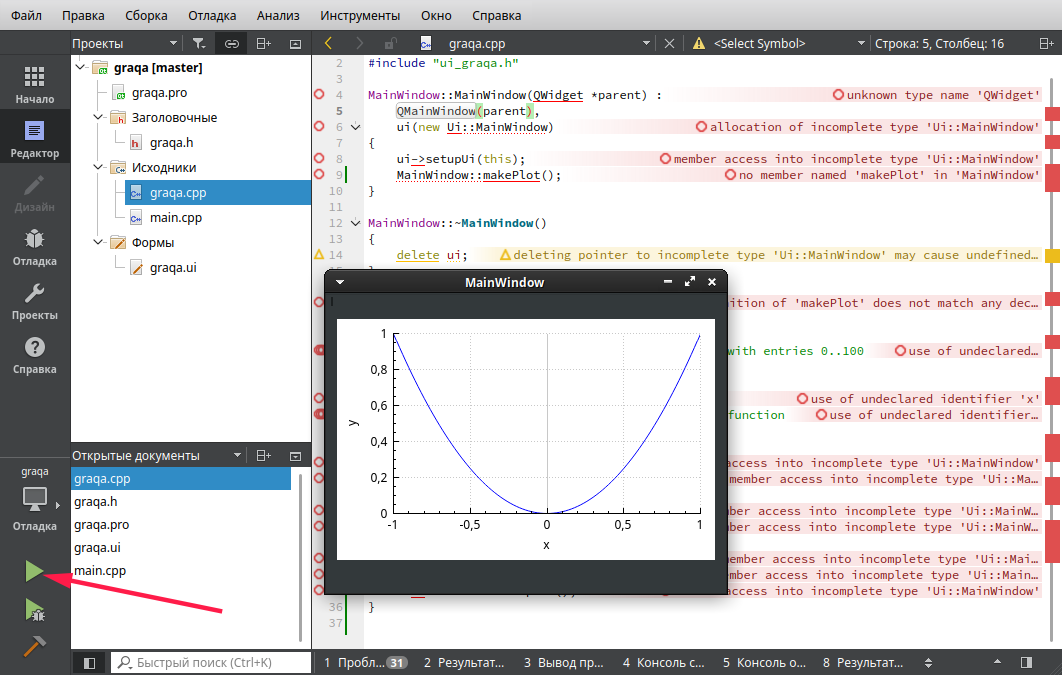 Файл Правка Сборка Отладка Анализ Инструменты Окно Справка
Проекты graqa.cpp <Select Symbol> Строка: 5, Столбец: 16
Начало
Редактор
Дизайн
Отладка
Проекты
Справка
graqa
Отладка
graqa [master]
graqa.pro
Заголовочные
graqa.h
Исходники
graqa.cpp
main.cpp
Формы
graqa.ui
Открытые документы
graqa.cpp
graqa.h
graqa.pro
graqa.ui
main.cpp
2 #include "ui_graqa.h"
3
4 MainWindow::MainWindow(QWidget *parent) : unknown type name 'QWidget'
5 QMainWindow(parent),
6 ui(new Ui::MainWindow) allocation of incomplete type 'Ui::MainWindow'
7 {
8 ui->setupUi(this); member access into incomplete type 'Ui::MainWindow'
9 MainWindow::makePlot(); no member named 'makePlot' in 'MainWindow'
10 }
11
12 MainWindow::~MainWindow()
13 {
14 delete ui; deleting pointer to incomplete type 'Ui::MainWindow' may cause undefined…
MainWindow
1
0,8
0,6
0,4
0,2
0
y
-1 -0,5 0 0,5 1
x
of 'makePlot' does not match any dec…
with entries 0..100 use of undeclared…
use of undeclared identifier 'x'
function use of undeclared identifier…
access into incomplete type 'Ui::MainWindow'
member access into incomplete type 'Ui::Ma…
access into incomplete type 'Ui::MainW…
access into incomplete type 'Ui::MainW…
access into incomplete type 'Ui::Mai…
access into incomplete type 'Ui::Main…
access into incomplete type 'Ui::MainWindow'
36 }
37
Быстрый поиск (Ctrl+K) 1 Пробл… 31 2 Результат… 3 Вывод пр… 4 Консоль с… 5 Консоль о… 8 Результат…